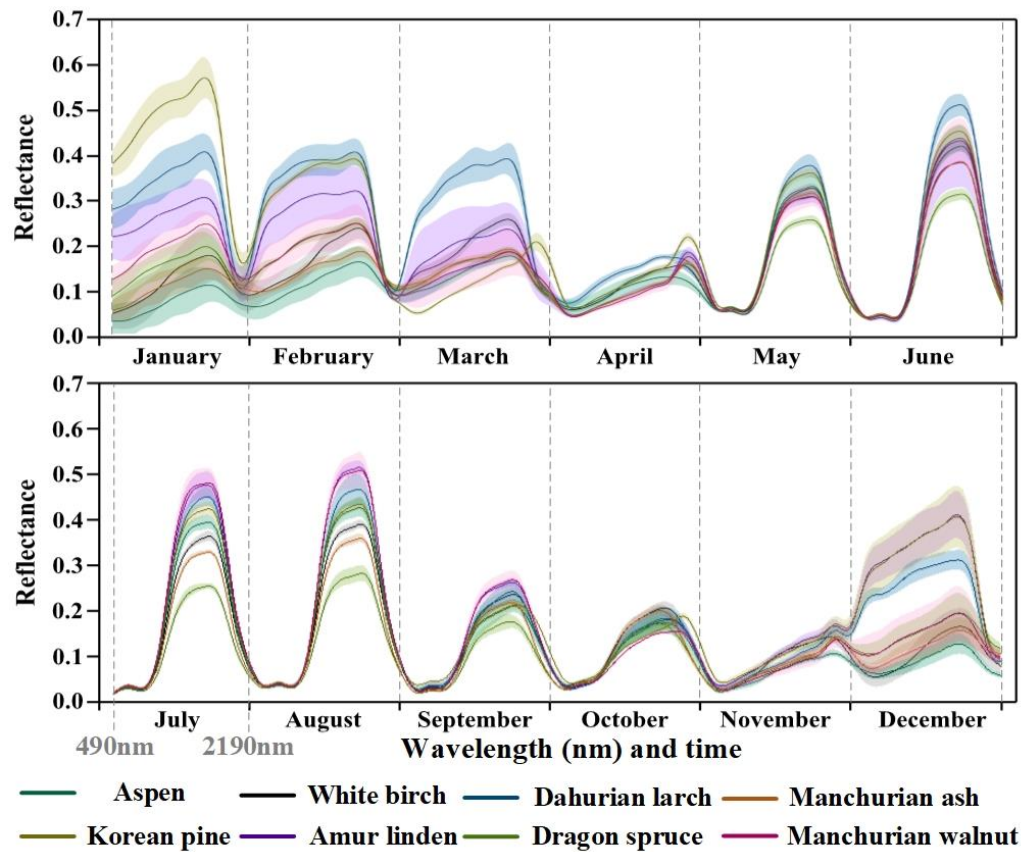 0.7
0.6
0.5
0.4
0.3
0.2
0.1
0.0
Reflectance
January February March April May June
0.7
0.6
0.5
0.4
0.3
0.2
0.1
0.0
Reflectance
July August September October November December
490nm 2190nm Wavelength (nm) and time
Aspen White birch Dahurian larch Manchurian ash
Korean pine Amur linden Dragon spruce Manchurian walnut